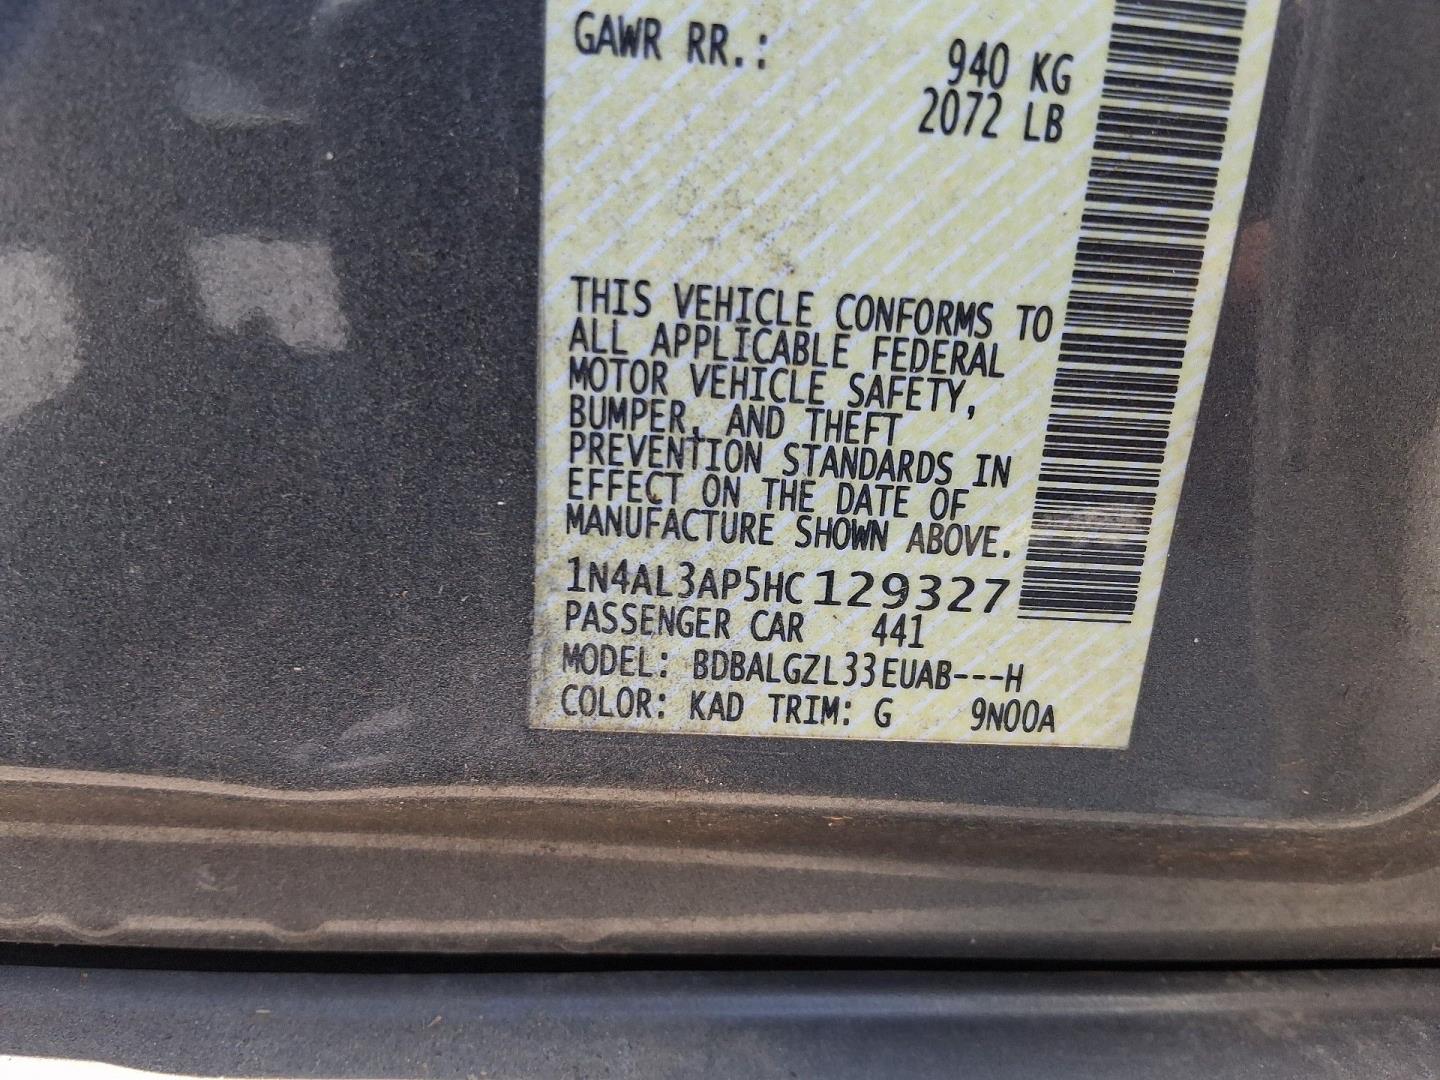 GAWR RR.: 940 KG
2072 LB
THIS VEHICLE CONFORMS TO
ALL APPLICABLE FEDERAL
MOTOR VEHICLE SAFETY,
BUMPER, AND THEFT
PREVENTION STANDARDS IN
EFFECT ON THE DATE OF
MANUFACTURE SHOWN ABOVE.
1N4AL3AP5HC129327
PASSENGER CAR 441
MODEL: BDBALGZL33EUAB---H
COLOR: KAD TRIM: G 9N00A